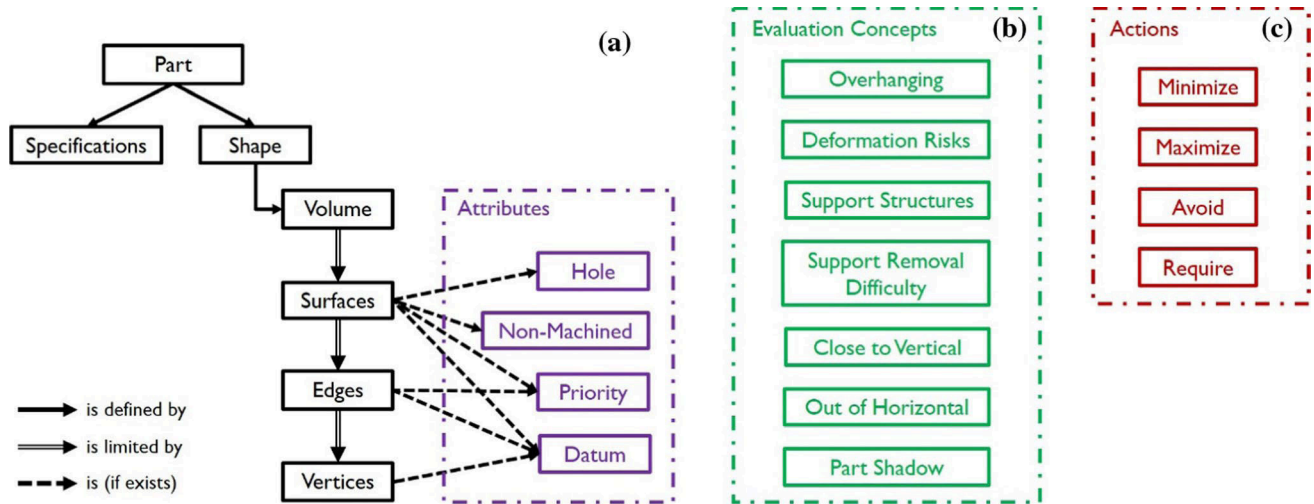 (a)
Part
Specifications
Shape
Volume
Surfaces
Edges
Vertices
is defined by
is limited by
is (if exists)
Attributes
Hole
Non-Machined
Priority
Datum
Evaluation Concepts
(b)
Overhanging
Deformation Risks
Support Structures
Support Removal
Difficulty
Close to Vertical
Out of Horizontal
Part Shadow
Actions
(c)
Minimize
Maximize
Avoid
Require